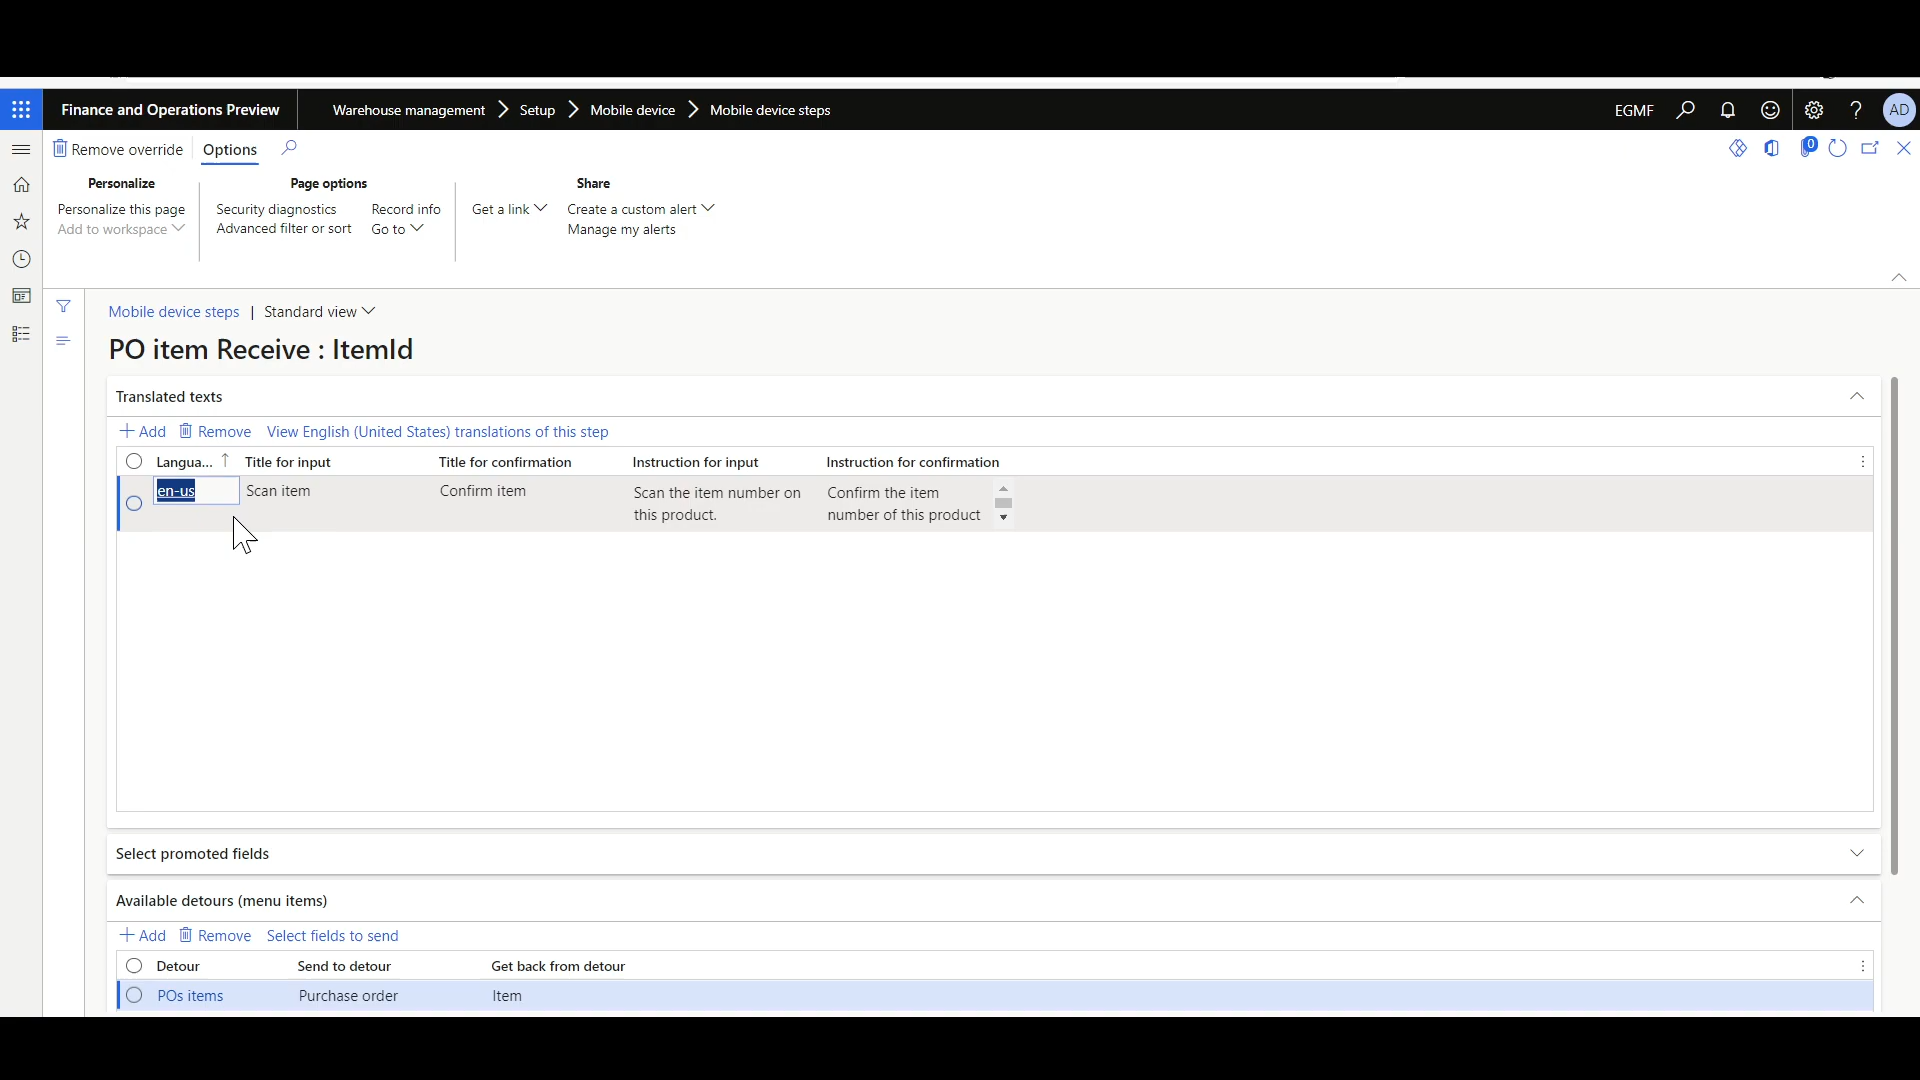 Finance and Operations Preview
Warehouse management > Setup > Mobile device > Mobile device steps
EGMF
?
AD
Remove override
Options
0
Personalize
Page options
Share
Personalize this page
Security diagnostics
Record info
Get a link
Create a custom alert
Add to workspace
Advanced filter or sort
Go to
Manage my alerts
Mobile device steps | Standard view
PO item Receive : ItemId
Translated texts
+ Add
Remove
View English (United States) translations of this step
Langua... ↑
Title for input
Title for confirmation
Instruction for input
Instruction for confirmation
en-us
Scan item
Confirm item
Scan the item number on
this product.
Confirm the item
number of this product
Select promoted fields
Available detours (menu items)
+ Add
Remove
Select fields to send
Detour
Send to detour
Get back from detour
POs items
Purchase order
Item